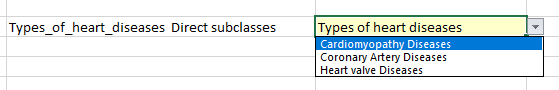 Types_of_heart_diseases Direct subclasses Types of heart diseases
Cardiomyopathy Diseases
Coronary Artery Diseases
Heart valve Diseases